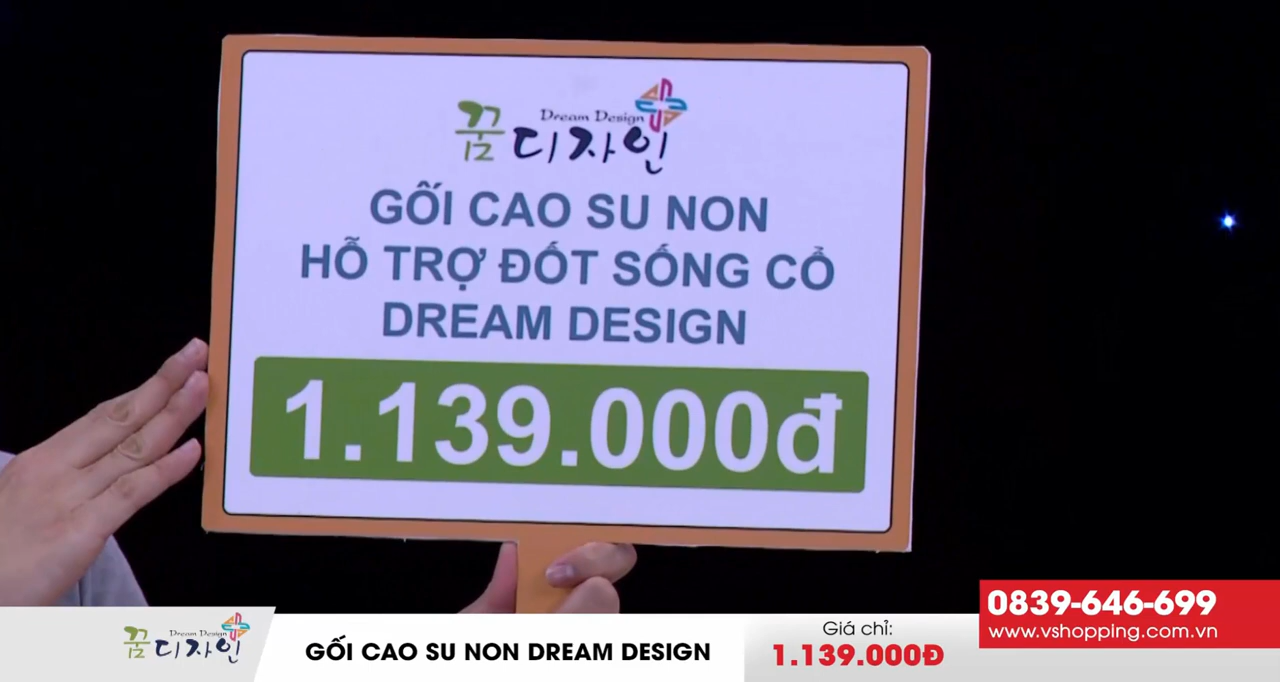 Dream Design
꿈디자인
GỐI CAO SU NON
HỖ TRỢ ĐỐT SỐNG CỔ
DREAM DESIGN
1.139.000đ
Dream Design
꿈디자인
GỐI CAO SU NON DREAM DESIGN
Giá chỉ:
1.139.000Đ
0839-646-699
www.vshopping.com.vn